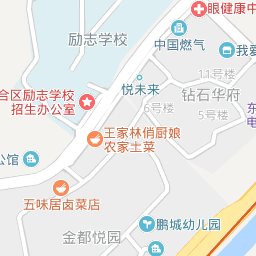 眼健康中
励志学校
中国燃气
我爱
11号楼
悦未来
钻石华府
合区励志学校
招生办公室
6号楼
5号楼
东
电
王家林俏厨娘
农家土菜
公馆
五味居卤菜店
鹏城幼儿园
金都悦园